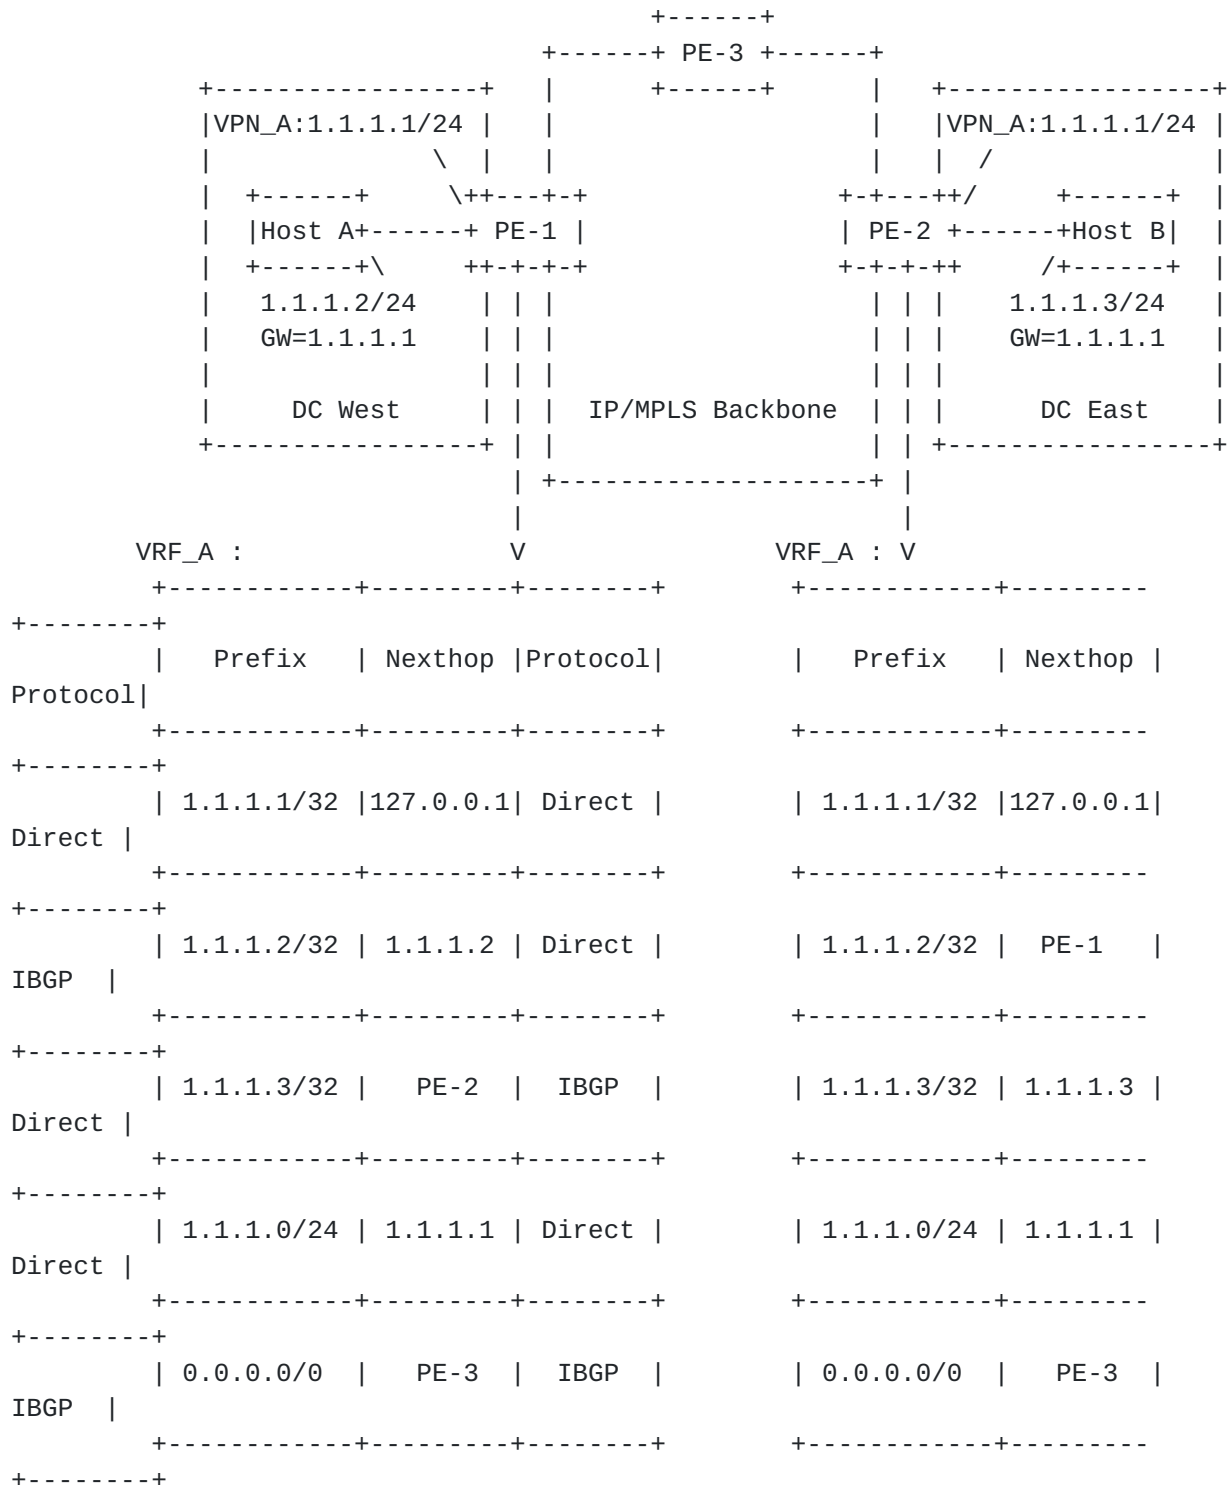 +------+
                                  +------+ PE-3 +------+
            +-----------------+   |      +------+      |   +-----------------+
            |VPN_A:1.1.1.1/24 |   |                    |   |VPN_A:1.1.1.1/24 |
            |              \  |   |                    |   |  /              |
            |  +------+     \++---+-+                +-+---++/     +------+  |
            |  |Host A+------+ PE-1 |                | PE-2 +------+Host B|  |
            |  +------+\     ++-+-+-+                +-+-+-++     /+------+  |
            |   1.1.1.2/24    | | |                    | | |    1.1.1.3/24   |
            |   GW=1.1.1.1    | | |                    | | |    GW=1.1.1.1   |
            |                 | | |                    | | |                 |
            |     DC West     | | |  IP/MPLS Backbone  | | |      DC East    |
            +-----------------+ | |                    | | +-----------------+
                                | +--------------------+ |
                                |                        |
        VRF_A :                 V                VRF_A : V
         +------------+---------+--------+        +------------+---------
+--------+
         |   Prefix   | Nexthop |Protocol|        |   Prefix   | Nexthop |
Protocol|
         +------------+---------+--------+        +------------+---------
+--------+
         | 1.1.1.1/32 |127.0.0.1| Direct |        | 1.1.1.1/32 |127.0.0.1|
Direct |
         +------------+---------+--------+        +------------+---------
+--------+
         | 1.1.1.2/32 | 1.1.1.2 | Direct |        | 1.1.1.2/32 |  PE-1   |
IBGP  |
         +------------+---------+--------+        +------------+---------
+--------+
         | 1.1.1.3/32 |   PE-2  |  IBGP  |        | 1.1.1.3/32 | 1.1.1.3 |
Direct |
         +------------+---------+--------+        +------------+---------
+--------+
         | 1.1.1.0/24 | 1.1.1.1 | Direct |        | 1.1.1.0/24 | 1.1.1.1 |
Direct |
         +------------+---------+--------+        +------------+---------
+--------+
         | 0.0.0.0/0  |   PE-3  |  IBGP  |        | 0.0.0.0/0  |   PE-3  |
IBGP  |
         +------------+---------+--------+        +------------+---------
+--------+